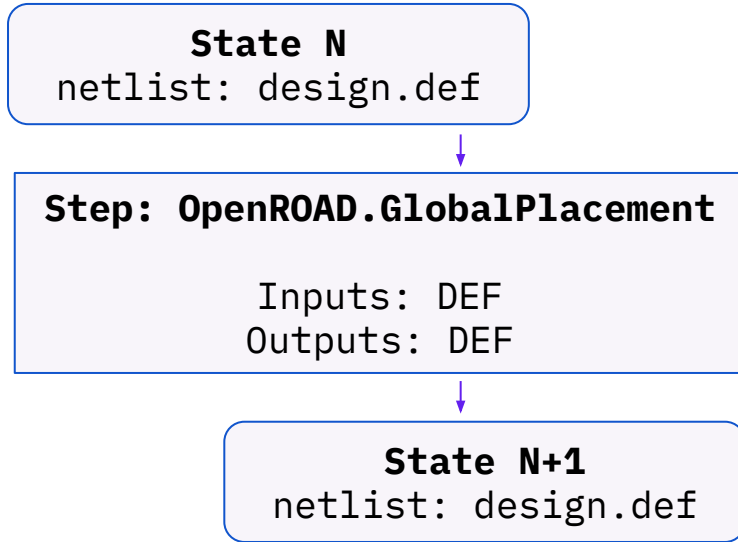 State N
netlist: design.def
Step: OpenROAD.GlobalPlacement
Inputs: DEF
Outputs: DEF
State N+1
netlist: design.def